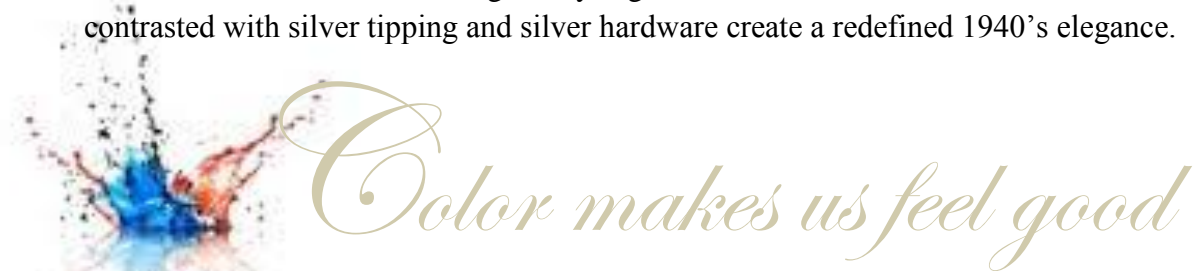 contrasted with silver tipping and silver hardware create a redefined 1940’s elegance.
Color makes us feel good